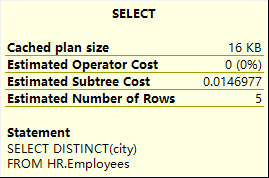 SELECT
Cached plan size 16 KB
Estimated Operator Cost 0 (0%)
Estimated Subtree Cost 0.0146977
Estimated Number of Rows 5
Statement
SELECT DISTINCT(city)
FROM HR.Employees